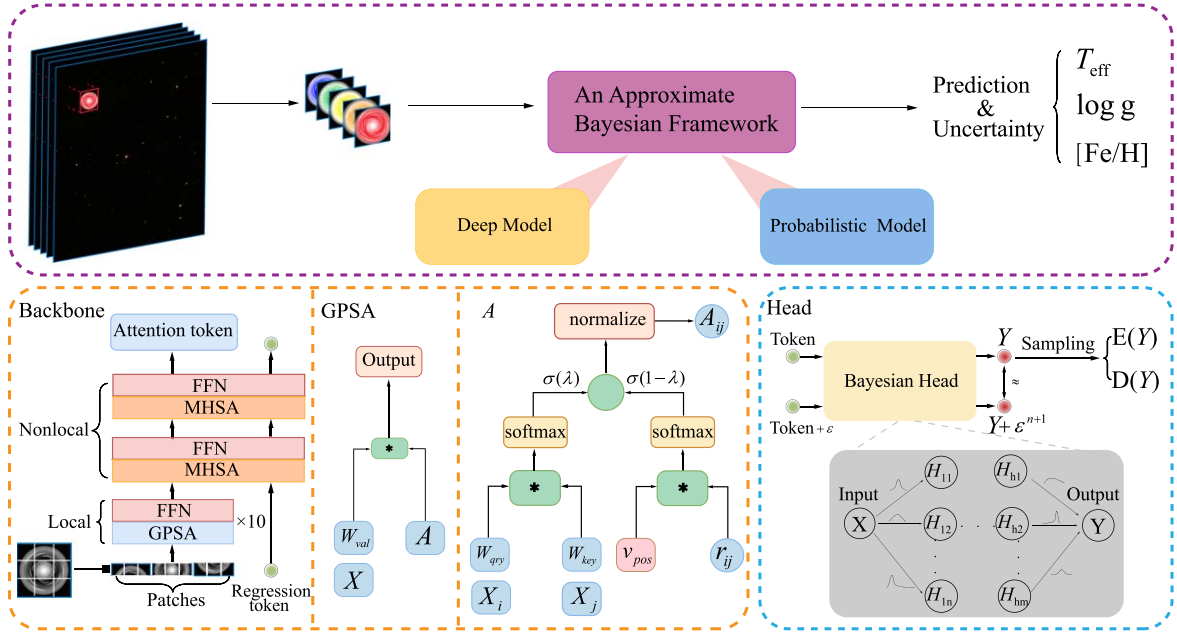 An Approximate
Bayesian Framework
Prediction
&
Uncertainty
T_eff
log g
[Fe/H]
Deep Model
Probabilistic Model
Backbone
Attention token
FFN
MHSA
Nonlocal
FFN
MHSA
Local
FFN
GPSA
×10
Patches
Regression
token
GPSA
Output
*
W_val
A
X
A
normalize
A_ij
σ(λ)
σ(1−λ)
softmax
softmax
*
*
W_qry
W_key
v_pos
r_ij
X_i
X_j
Head
Token
Token + ε
Bayesian Head
Y
≈
Y+ ε^{n+1}
Sampling
E(Y)
D(Y)
Input
X
H_11
H_12
H_1n
H_h1
H_h2
H_hm
Output
Y